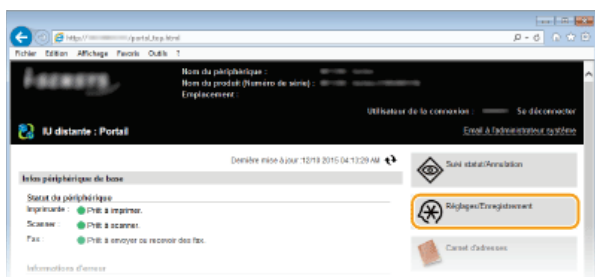 http:// /portal_top.html
Fichier Edition Affichage Favoris Outils ?
Nom du périphérique :
Nom du produit (Numéro de série) :
Emplacement :
Utilisateur de la connexion : Se déconnecter
IU distante : Portail
Email à l'administrateur système
Dernière mise à jour :12/18 2015 04:13:29 AM
Suivi statut/Annulation
Infos périphérique de base
Statut du périphérique
Imprimante : Prêt à imprimer.
Scanner : Prêt à scanner.
Fax : Prêt à envoyer ou recevoir des fax.
Réglages/Enregistrement
Carnet d'adresses
Informations d'erreur